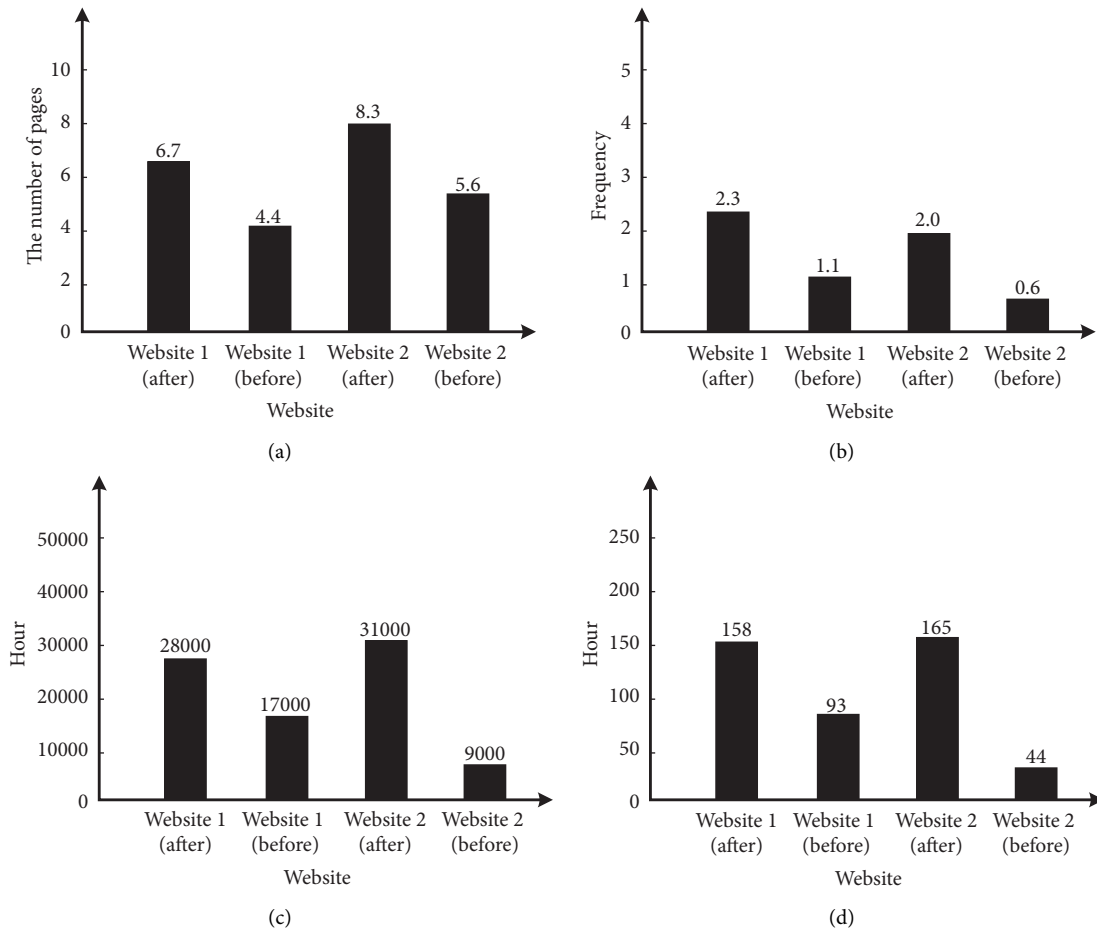 The number of pages
10
8
6
4
2
0
6.7
4.4
8.3
5.6
Website 1
(after)
Website 1
(before)
Website 2
(after)
Website 2
(before)
Website
(a)
Frequency
5
4
3
2
1
0
2.3
1.1
2.0
0.6
Website 1
(after)
Website 1
(before)
Website 2
(after)
Website 2
(before)
Website
(b)
Hour
50000
40000
30000
20000
10000
0
28000
17000
31000
9000
Website 1
(after)
Website 1
(before)
Website 2
(after)
Website 2
(before)
Website
(c)
Hour
250
200
150
100
50
0
158
93
165
44
Website 1
(after)
Website 1
(before)
Website 2
(after)
Website 2
(before)
Website
(d)